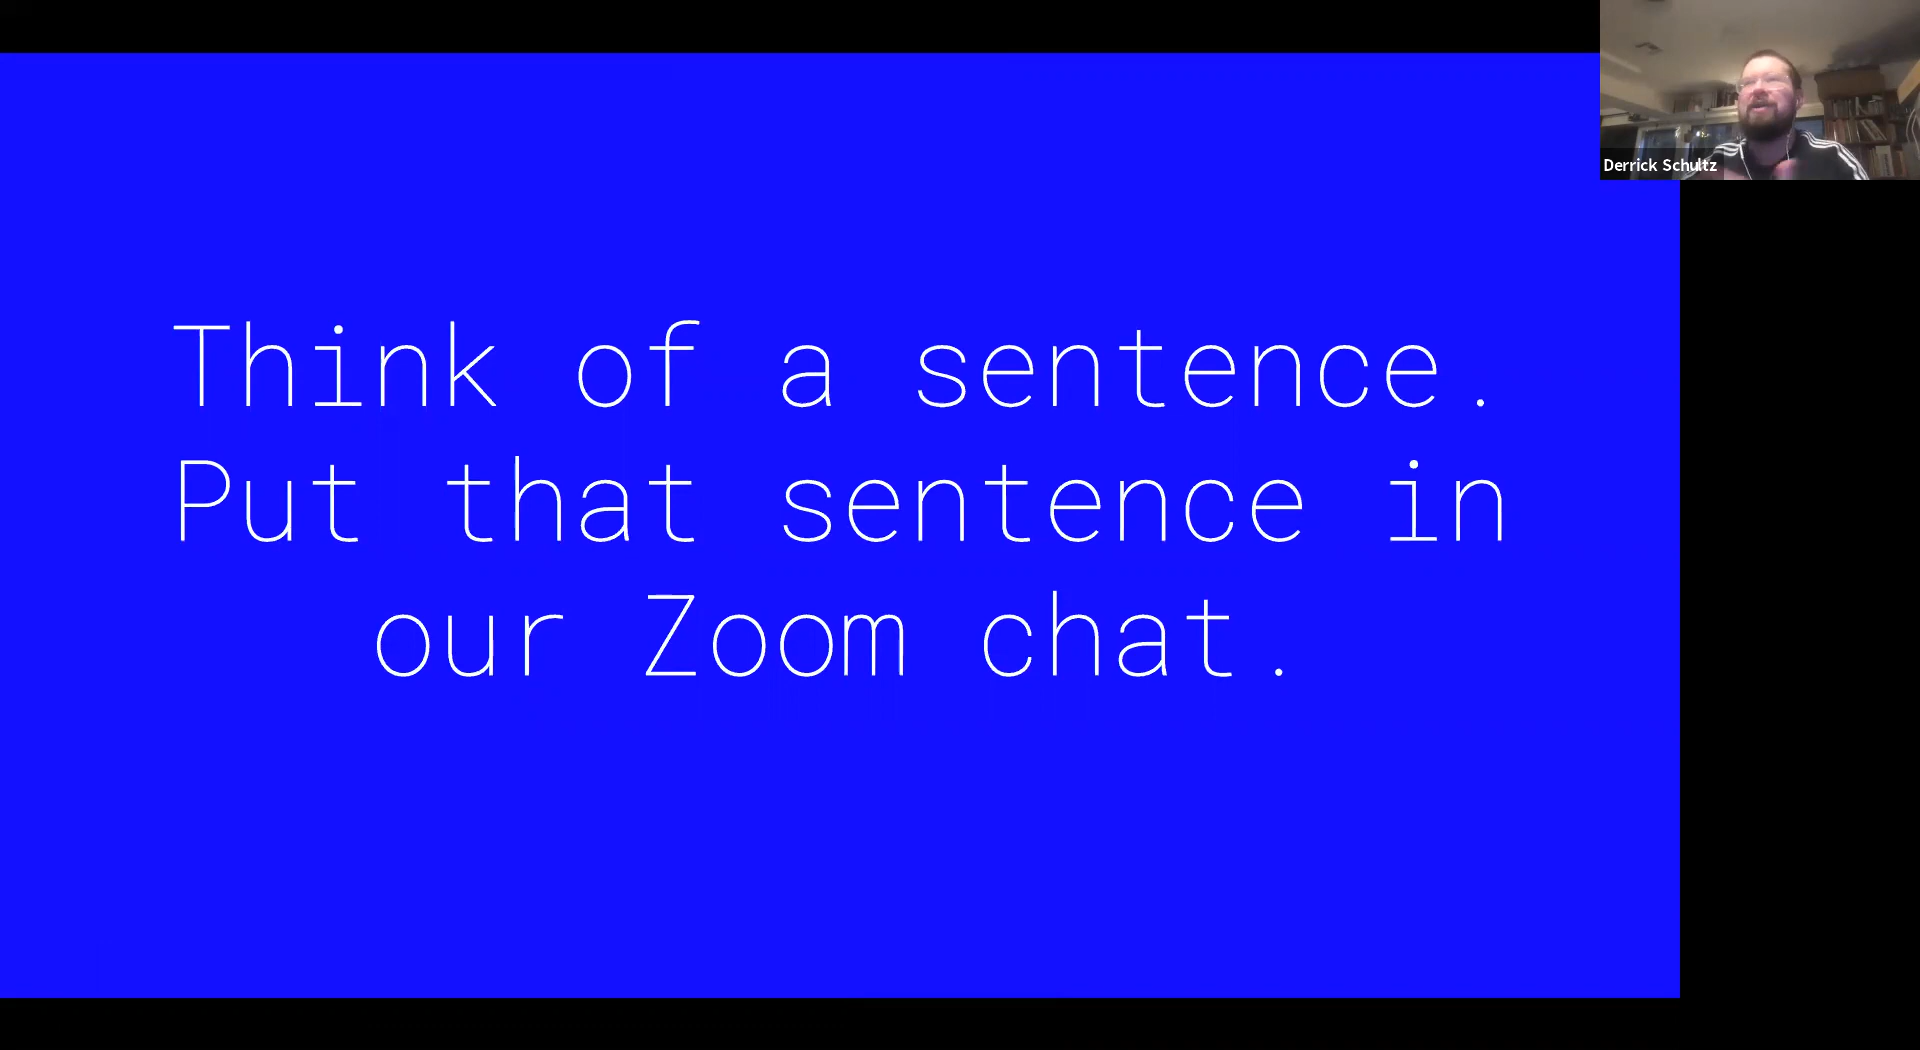 Think of a sentence.
Put that sentence in
our Zoom chat.
Derrick Schultz